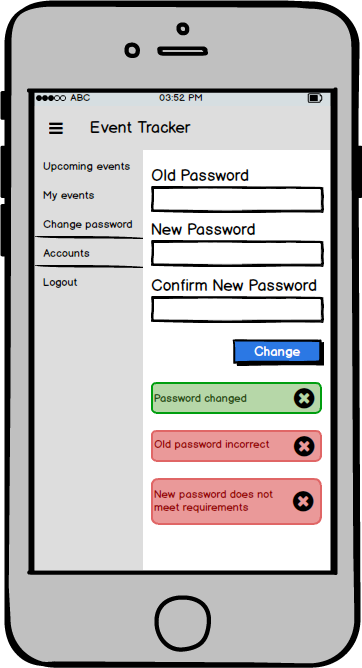 ABC 03:52 PM
Event Tracker
Upcoming events
My events
Change password
Accounts
Logout
Old Password
New Password
Confirm New Password
Change
Password changed
Old password incorrect
New password does not
meet requirements